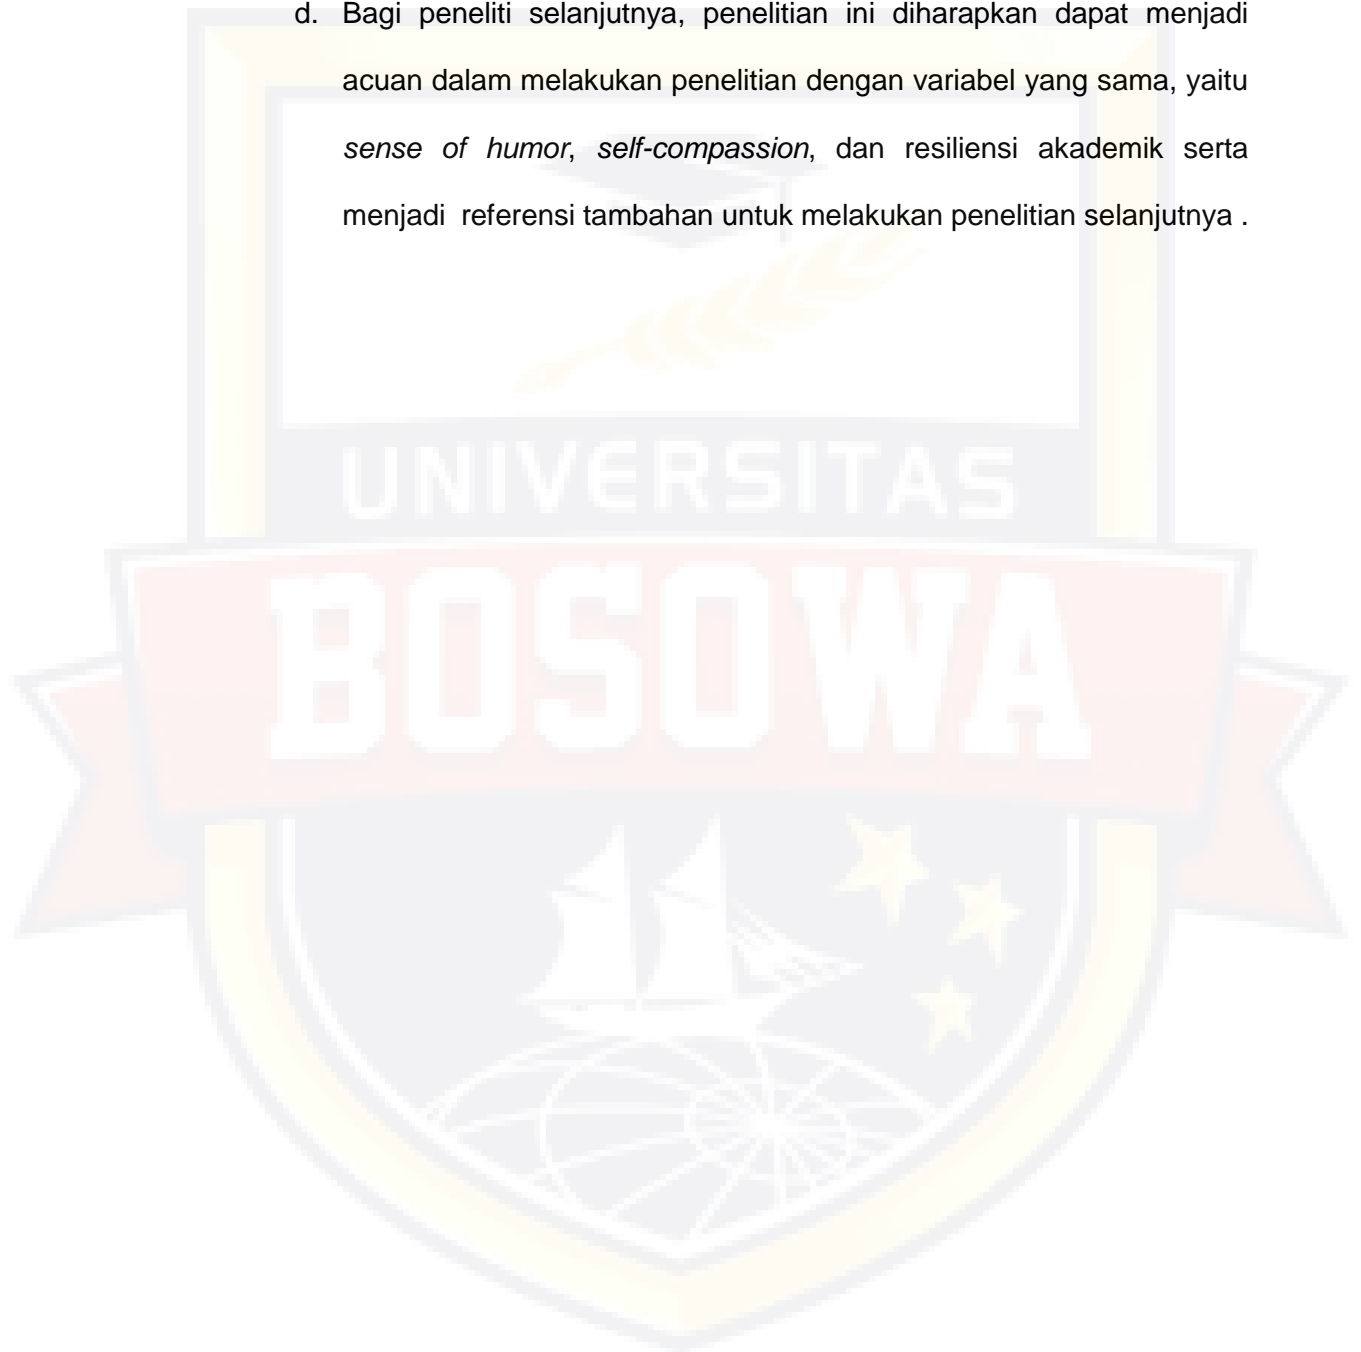 d. Bagi peneliti selanjutnya, penelitian ini diharapkan dapat menjadi
acuan dalam melakukan penelitian dengan variabel yang sama, yaitu
sense of humor, self-compassion, dan resiliensi akademik serta
menjadi referensi tambahan untuk melakukan penelitian selanjutnya .
UNIVERSITAS
BOSOWA